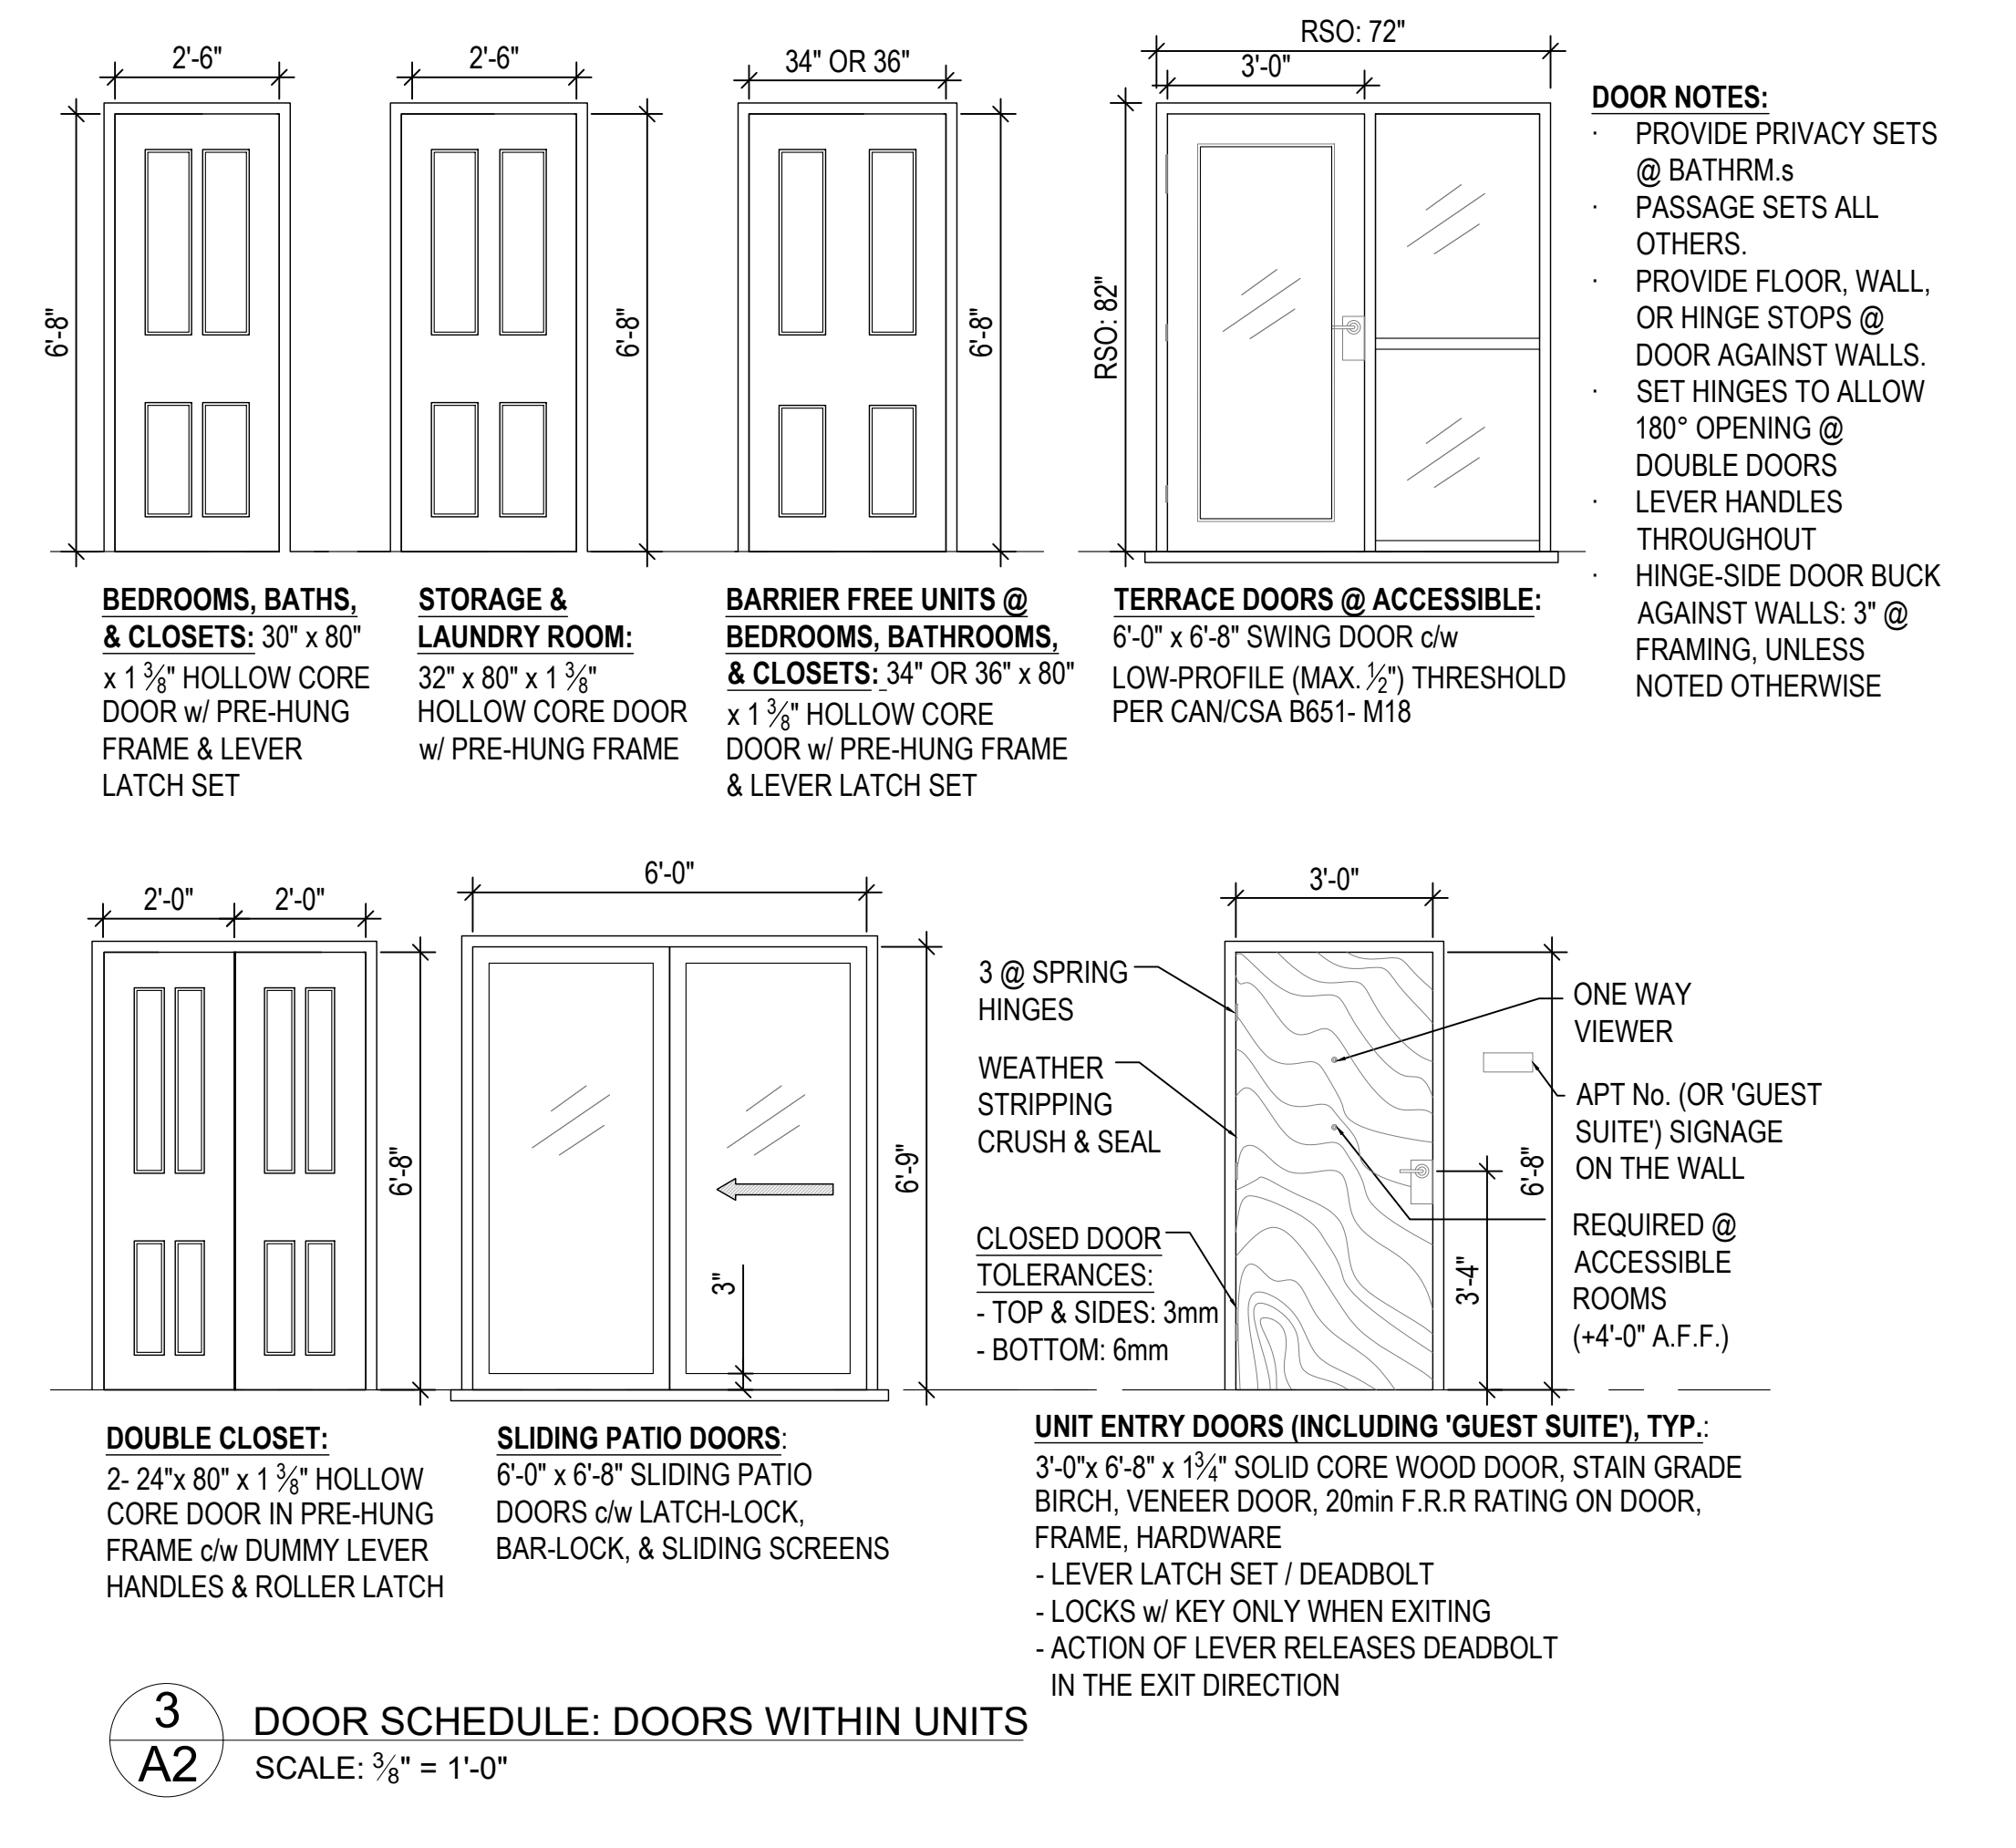 2'-6"
2'-6"
34" OR 36"
RSO: 72"
3'-0"
6'-8"
6'-8"
6'-8"
RSO: 82"
DOOR NOTES:
· PROVIDE PRIVACY SETS
@ BATHRM.s
· PASSAGE SETS ALL
OTHERS.
· PROVIDE FLOOR, WALL,
OR HINGE STOPS @
DOOR AGAINST WALLS.
· SET HINGES TO ALLOW
180° OPENING @
DOUBLE DOORS
· LEVER HANDLES
THROUGHOUT
· HINGE-SIDE DOOR BUCK
AGAINST WALLS: 3" @
FRAMING, UNLESS
NOTED OTHERWISE
BEDROOMS, BATHS,
& CLOSETS: 30" x 80"
x 1 3/8" HOLLOW CORE
DOOR w/ PRE-HUNG
FRAME & LEVER
LATCH SET
STORAGE &
LAUNDRY ROOM:
32" x 80" x 1 3/8"
HOLLOW CORE DOOR
w/ PRE-HUNG FRAME
BARRIER FREE UNITS @
BEDROOMS, BATHROOMS,
& CLOSETS: 34" OR 36" x 80"
x 1 3/8" HOLLOW CORE
DOOR w/ PRE-HUNG FRAME
& LEVER LATCH SET
TERRACE DOORS @ ACCESSIBLE:
6'-0" x 6'-8" SWING DOOR c/w
LOW-PROFILE (MAX. 1/2") THRESHOLD
PER CAN/CSA B651- M18
2'-0"
2'-0"
6'-8"
DOUBLE CLOSET:
2- 24"x 80" x 1 3/8" HOLLOW
CORE DOOR IN PRE-HUNG
FRAME c/w DUMMY LEVER
HANDLES & ROLLER LATCH
6'-0"
6'-9"
3"
SLIDING PATIO DOORS:
6'-0" x 6'-8" SLIDING PATIO
DOORS c/w LATCH-LOCK,
BAR-LOCK, & SLIDING SCREENS
3'-0"
3 @ SPRING
HINGES
WEATHER
STRIPPING
CRUSH & SEAL
CLOSED DOOR
TOLERANCES:
- TOP & SIDES: 3mm
- BOTTOM: 6mm
ONE WAY
VIEWER
APT No. (OR 'GUEST
SUITE') SIGNAGE
ON THE WALL
6'-8"
3'-4"
REQUIRED @
ACCESSIBLE
ROOMS
(+4'-0" A.F.F.)
UNIT ENTRY DOORS (INCLUDING 'GUEST SUITE'), TYP.:
3'-0"x 6'-8" x 13/4" SOLID CORE WOOD DOOR, STAIN GRADE
BIRCH, VENEER DOOR, 20min F.R.R RATING ON DOOR,
FRAME, HARDWARE
- LEVER LATCH SET / DEADBOLT
- LOCKS w/ KEY ONLY WHEN EXITING
- ACTION OF LEVER RELEASES DEADBOLT
IN THE EXIT DIRECTION
3
A2
DOOR SCHEDULE: DOORS WITHIN UNITS
SCALE: 3/8" = 1'-0"